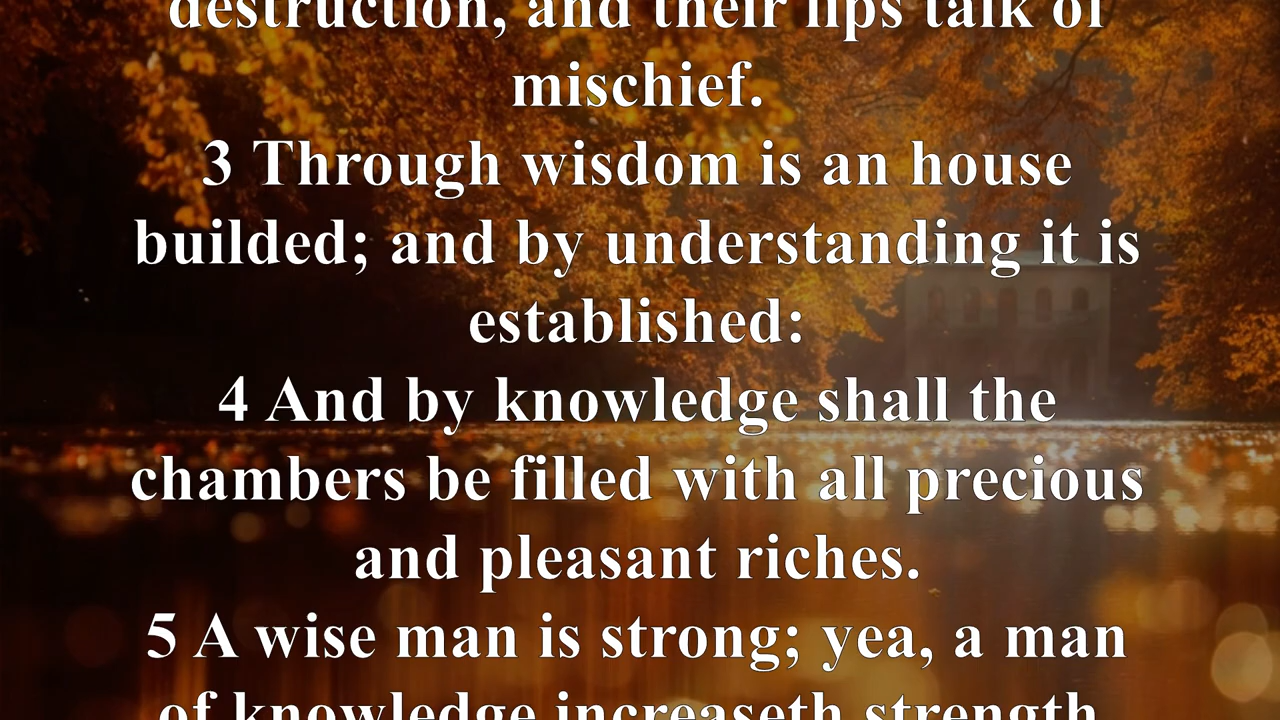 destruction, and their lips talk of
mischief.
3 Through wisdom is an house
builded; and by understanding it is
established:
4 And by knowledge shall the
chambers be filled with all precious
and pleasant riches.
5 A wise man is strong; yea, a man
of knowledge increaseth strength.